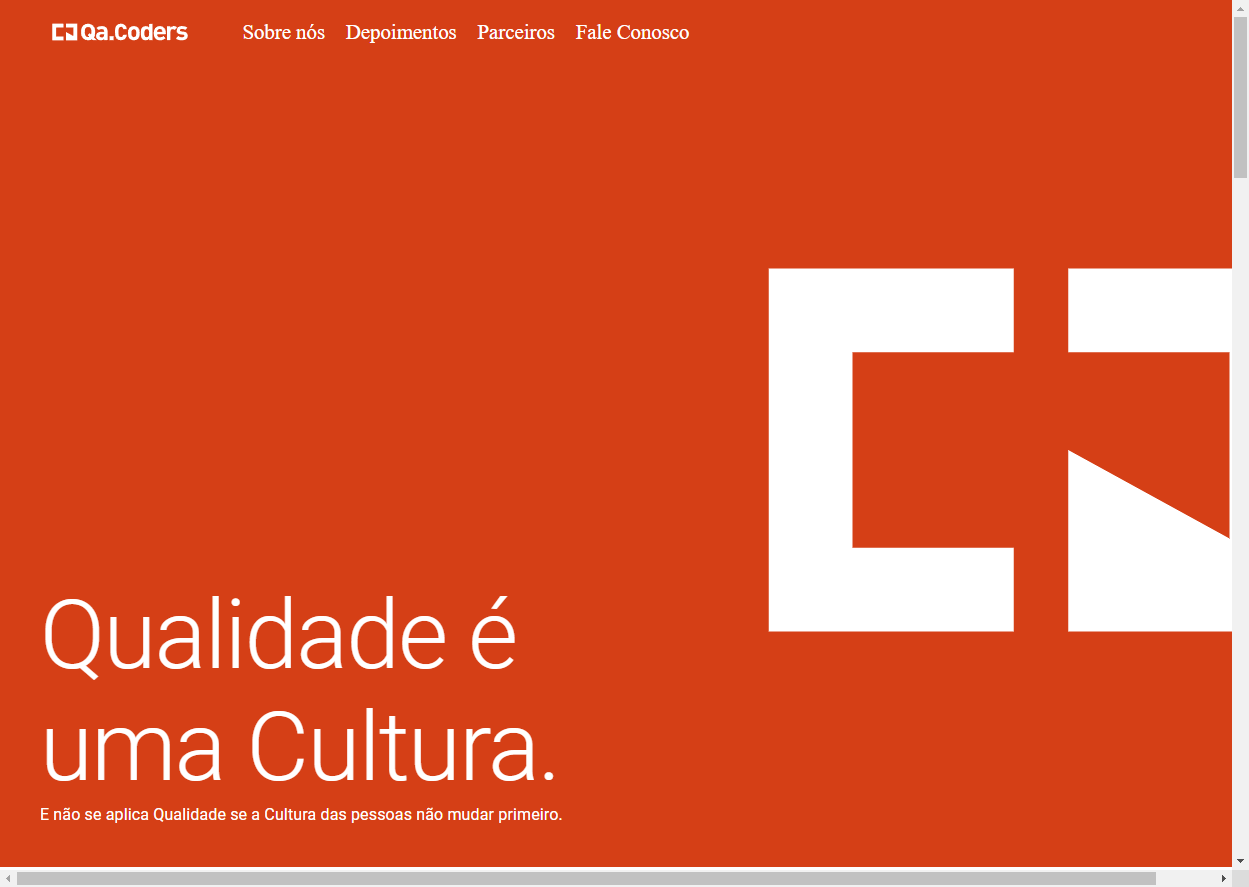 Qa.Coders
Sobre nós Depoimentos Parceiros Fale Conosco
Qualidade é
uma Cultura.
E não se aplica Qualidade se a Cultura das pessoas não mudar primeiro.